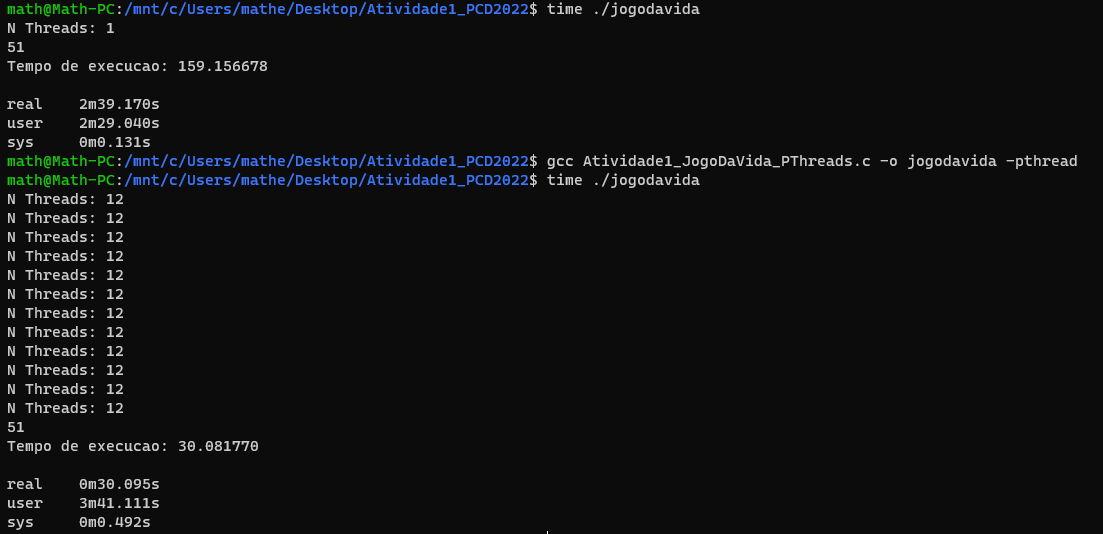 math@Math-PC:/mnt/c/Users/mathe/Desktop/Atividade1_PCD2022$ time ./jogodavida
N Threads: 1
51
Tempo de execucao: 159.156678
real    2m39.170s
user    2m29.040s
sys     0m0.131s
math@Math-PC:/mnt/c/Users/mathe/Desktop/Atividade1_PCD2022$ gcc Atividade1_JogoDaVida_PThreads.c -o jogodavida -pthread
math@Math-PC:/mnt/c/Users/mathe/Desktop/Atividade1_PCD2022$ time ./jogodavida
N Threads: 12
N Threads: 12
N Threads: 12
N Threads: 12
N Threads: 12
N Threads: 12
N Threads: 12
N Threads: 12
N Threads: 12
N Threads: 12
N Threads: 12
N Threads: 12
51
Tempo de execucao: 30.081770
real    0m30.095s
user    3m41.111s
sys     0m0.492s